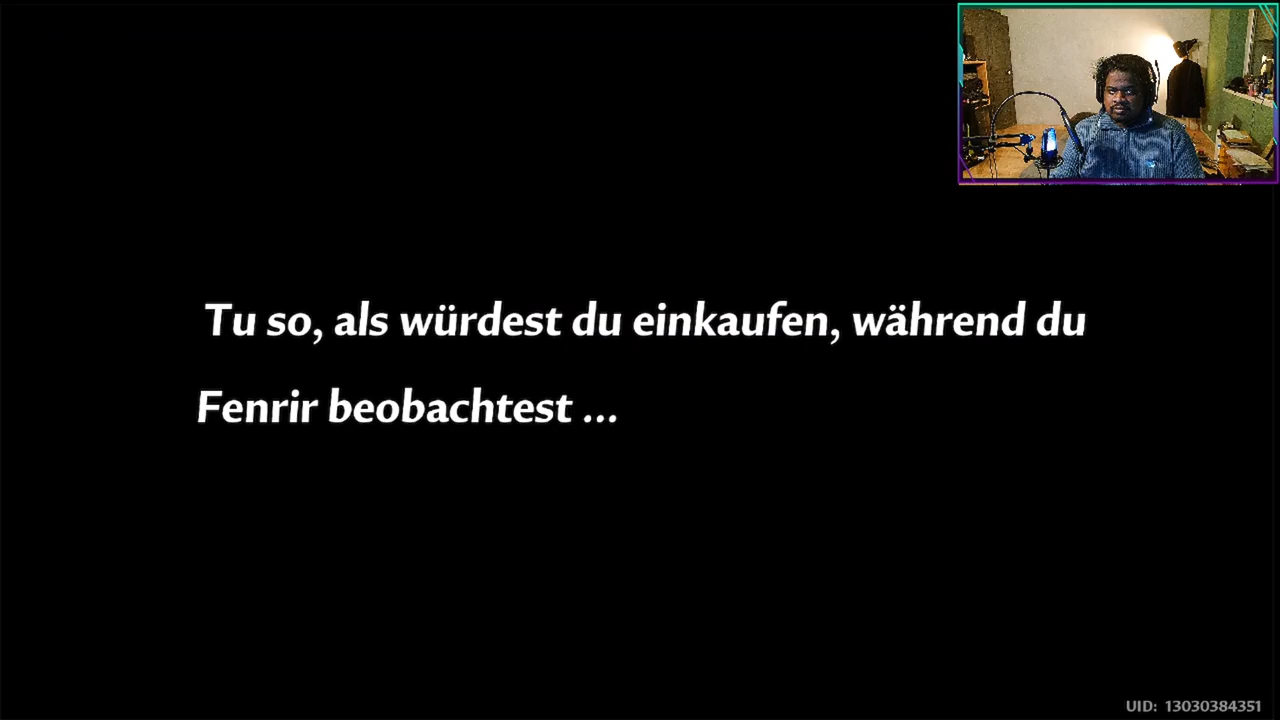 Tu so, als würdest du einkaufen, während du
Fenrir beobachtest ...
UID: 13030384351